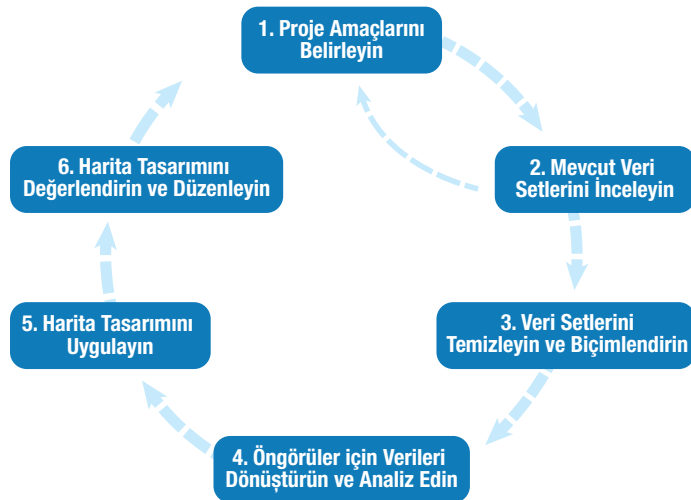 1. Proje Amaçlarını
Belirleyin
2. Mevcut Veri
Setlerini İnceleyin
3. Veri Setlerini
Temizleyin ve Biçimlendirin
4. Öngörüler için Verileri
Dönüştürün ve Analiz Edin
5. Harita Tasarımını
Uygulayın
6. Harita Tasarımını
Değerlendirin ve Düzenleyin